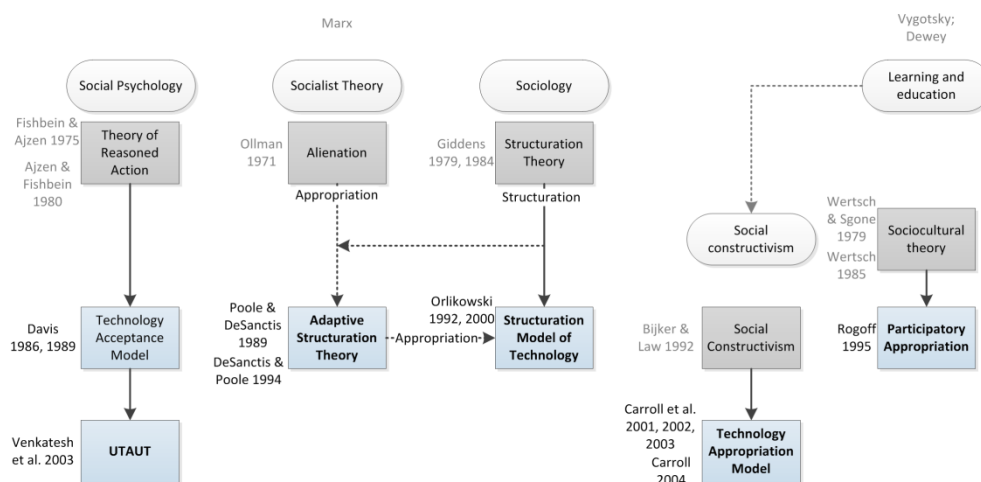 Marx
Vygotsky;
Dewey
Social Psychology
Socialist Theory
Sociology
Learning and
education
Fishbein &
Ajzen 1975
Ajzen &
Fishbein
1980
Theory of
Reasoned
Action
Ollman
1971
Alienation
Appropriation
Giddens
1979, 1984
Structuration
Theory
Structuration
Social
constructivism
Wertsch
& Sgone
1979
Wertsch
1985
Sociocultural
theory
Davis
1986, 1989
Technology
Acceptance
Model
Poole &
DeSanctis
1989
DeSanctis &
Poole 1994
Adaptive
Structuration
Theory
Appropriation
Orlikowski
1992, 2000
Structuration
Model of
Technology
Bijker &
Law 1992
Social
Constructivism
Rogoff
1995
Participatory
Appropriation
Venkatesh
et al. 2003
UTAUT
Carroll et al.
2001, 2002,
2003
Carroll
2004
Technology
Appropriation
Model